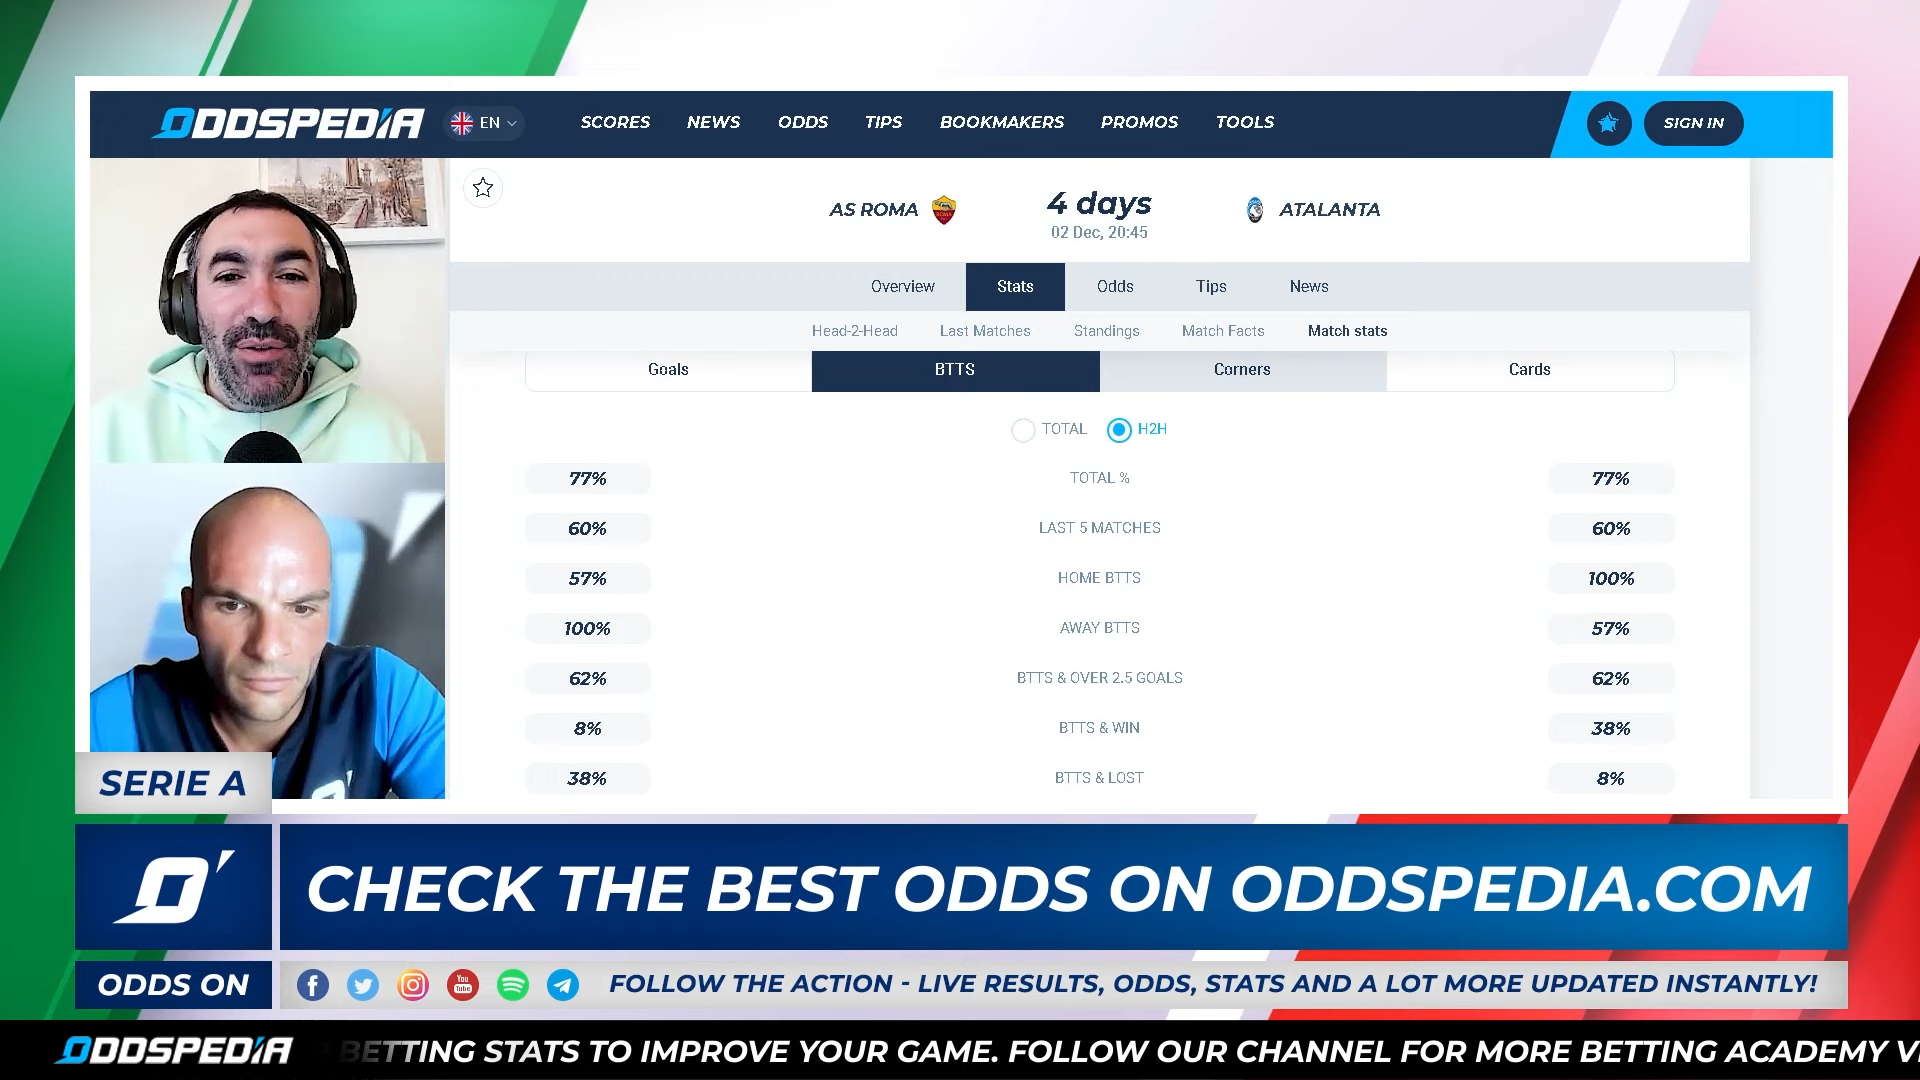 ODDSPEDIA
EN
SCORES NEWS ODDS TIPS BOOKMAKERS PROMOS TOOLS
SIGN IN
AS ROMA
4 days
ATALANTA
02 Dec, 20:45
Overview Stats Odds Tips News
Head-2-Head Last Matches Standings Match Facts Match stats
Goals BTTS Corners Cards
TOTAL H2H
77% TOTAL % 77%
60% LAST 5 MATCHES 60%
57% HOME BTTS 100%
100% AWAY BTTS 57%
62% BTTS & OVER 2.5 GOALS 62%
8% BTTS & WIN 38%
38% BTTS & LOST 8%
SERIE A
CHECK THE BEST ODDS ON ODDSPEDIA.COM
ODDS ON
You Tube
FOLLOW THE ACTION - LIVE RESULTS, ODDS, STATS AND A LOT MORE UPDATED INSTANTLY!
ODDSPEDIA
BETTING STATS TO IMPROVE YOUR GAME. FOLLOW OUR CHANNEL FOR MORE BETTING ACADEMY